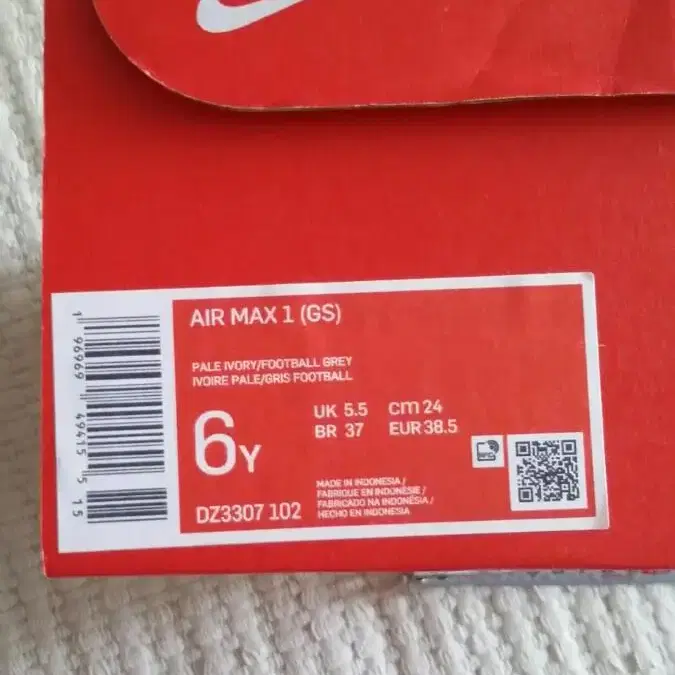 AIR MAX 1 (GS)
PALE IVORY/FOOTBALL GREY
IVOIRE PALE/GRIS FOOTBALL
6Y
UK 5.5 cm 24
BR 37 EUR 38.5
DZ3307 102
MADE IN INDONESIA /
FABRIQUE EN INDONÉSIE /
FABRICADO NA INDONÉSIA /
HECHO EN INDONESIA
1 96969 49415 5 15